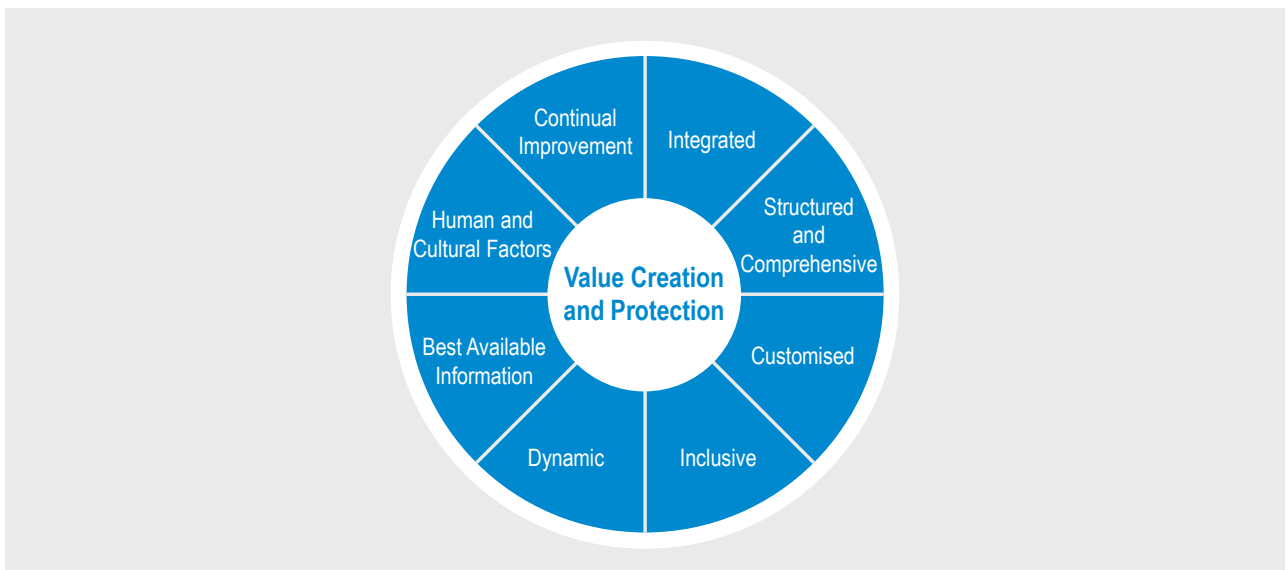 Continual
Improvement
Integrated
Structured
and
Comprehensive
Customised
Inclusive
Dynamic
Best Available
Information
Human and
Cultural Factors
Value Creation
and Protection